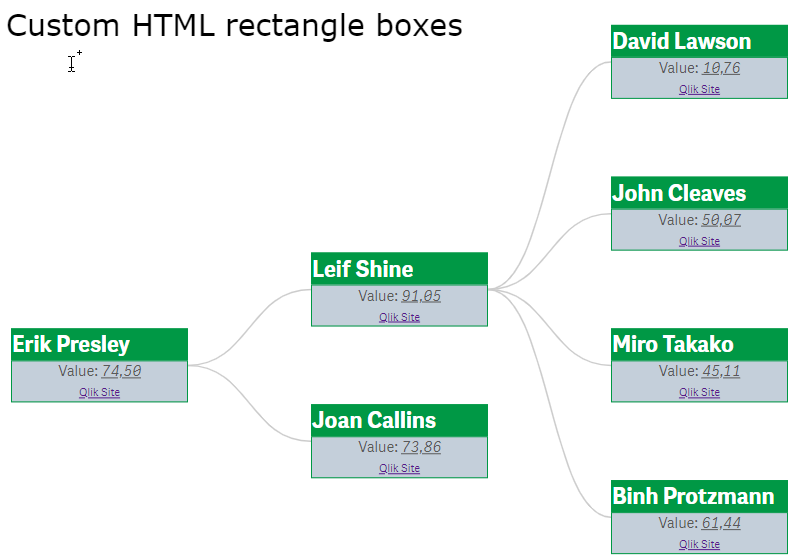 Custom HTML rectangle boxes
David Lawson
Value: 10,76
Qlik Site
John Cleaves
Value: 50,07
Qlik Site
Leif Shine
Value: 91,05
Qlik Site
Erik Presley
Value: 74,50
Qlik Site
Miro Takako
Value: 45,11
Qlik Site
Joan Callins
Value: 73,86
Qlik Site
Binh Protzmann
Value: 61,44
Qlik Site